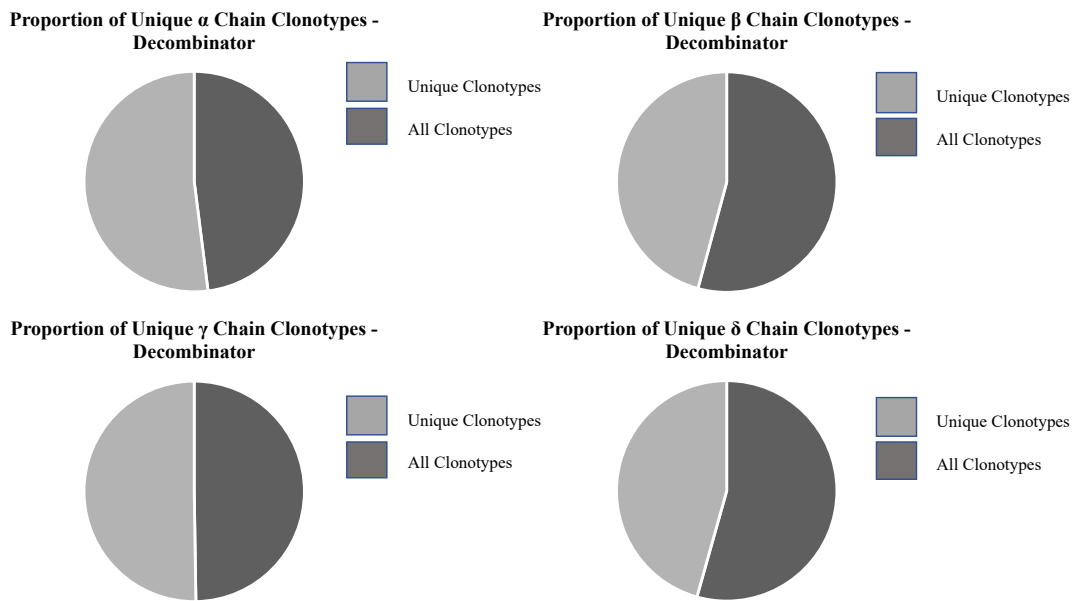 Proportion of Unique α Chain Clonotypes -
Decombinator
Unique Clonotypes
All Clonotypes
Proportion of Unique β Chain Clonotypes -
Decombinator
Unique Clonotypes
All Clonotypes
Proportion of Unique γ Chain Clonotypes -
Decombinator
Unique Clonotypes
All Clonotypes
Proportion of Unique δ Chain Clonotypes -
Decombinator
Unique Clonotypes
All Clonotypes